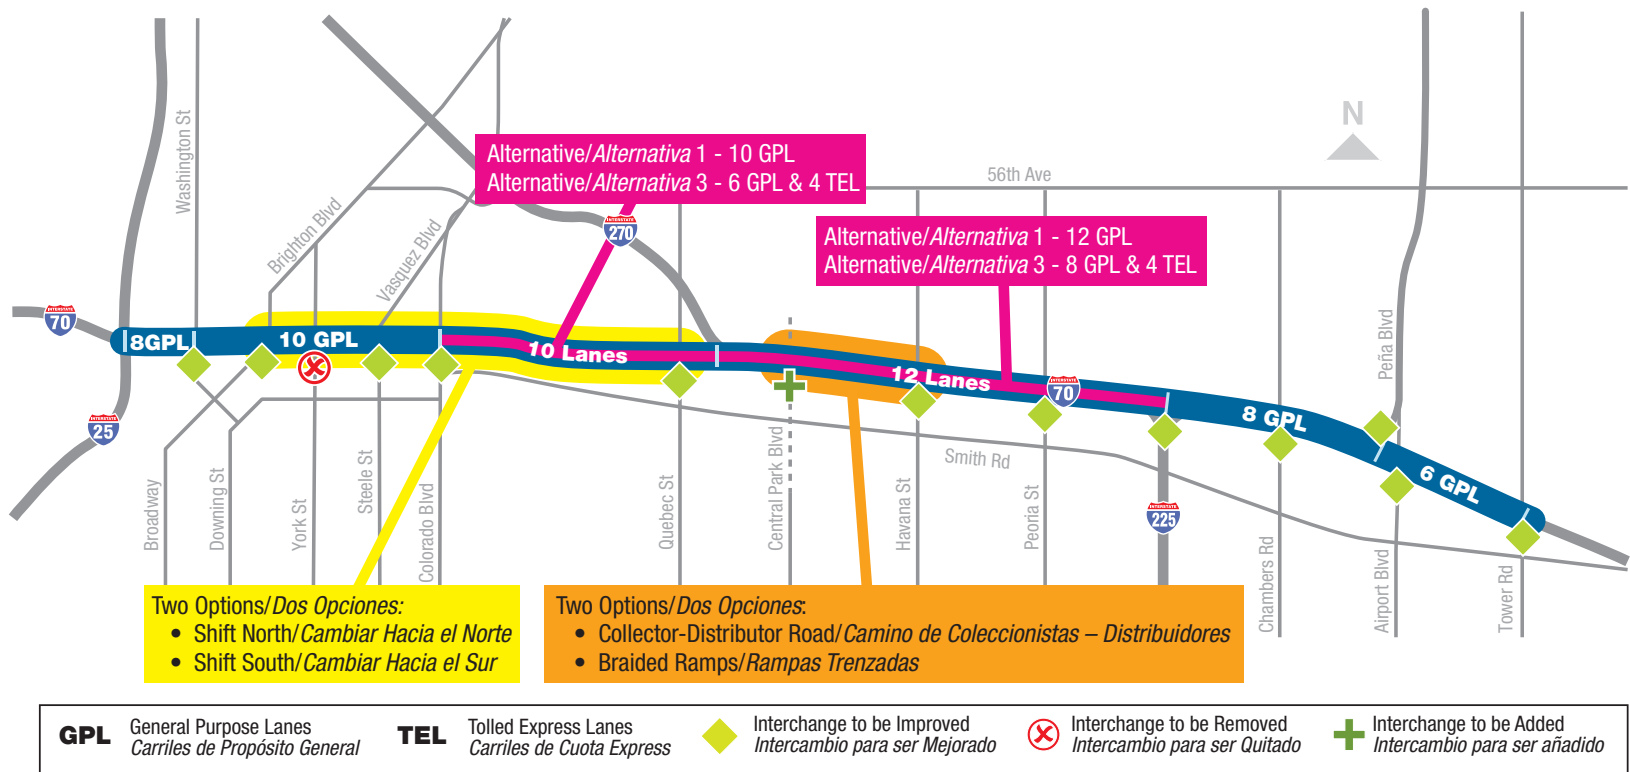 Washington St
Brighton Blvd
Vasquez Blvd
Alternative/Alternativa 1 - 10 GPL
Alternative/Alternativa 3 - 6 GPL & 4 TEL
INTERSTATE
270
56th Ave
N
Alternative/Alternativa 1 - 12 GPL
Alternative/Alternativa 3 - 8 GPL & 4 TEL
Peña Blvd
INTERSTATE
70
8GPL
10 GPL
10 Lanes
12 Lanes
INTERSTATE
70
8 GPL
6 GPL
INTERSTATE
25
Smith Rd
INTERSTATE
225
Broadway
Downing St
York St
Steele St
Colorado Blvd
Quebec St
Central Park Blvd
Havana St
Peoria St
Chambers Rd
Airport Blvd
Tower Rd
Two Options/Dos Opciones:
• Shift North/Cambiar Hacia el Norte
• Shift South/Cambiar Hacia el Sur
Two Options/Dos Opciones:
• Collector-Distributor Road/Camino de Coleccionistas – Distribuidores
• Braided Ramps/Rampas Trenzadas
GPL General Purpose Lanes
Carriles de Propósito General
TEL Tolled Express Lanes
Carriles de Cuota Express
Interchange to be Improved
Intercambio para ser Mejorado
Interchange to be Removed
Intercambio para ser Quitado
Interchange to be Added
Intercambio para ser añadido